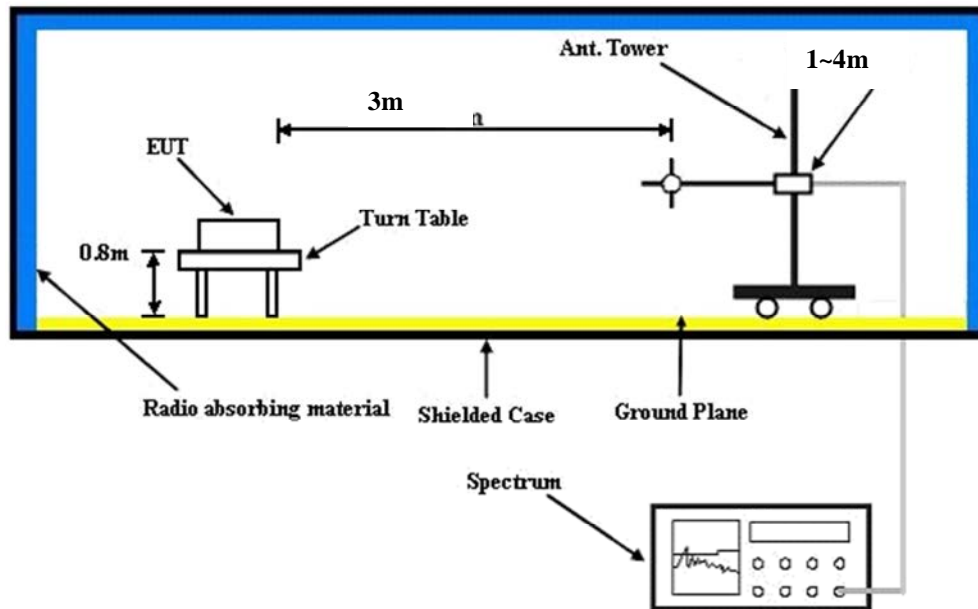 Ant. Tower
1~4m
3m
EUT
Turn Table
0.8m
Radio absorbing material
Shielded Case
Ground Plane
Spectrum